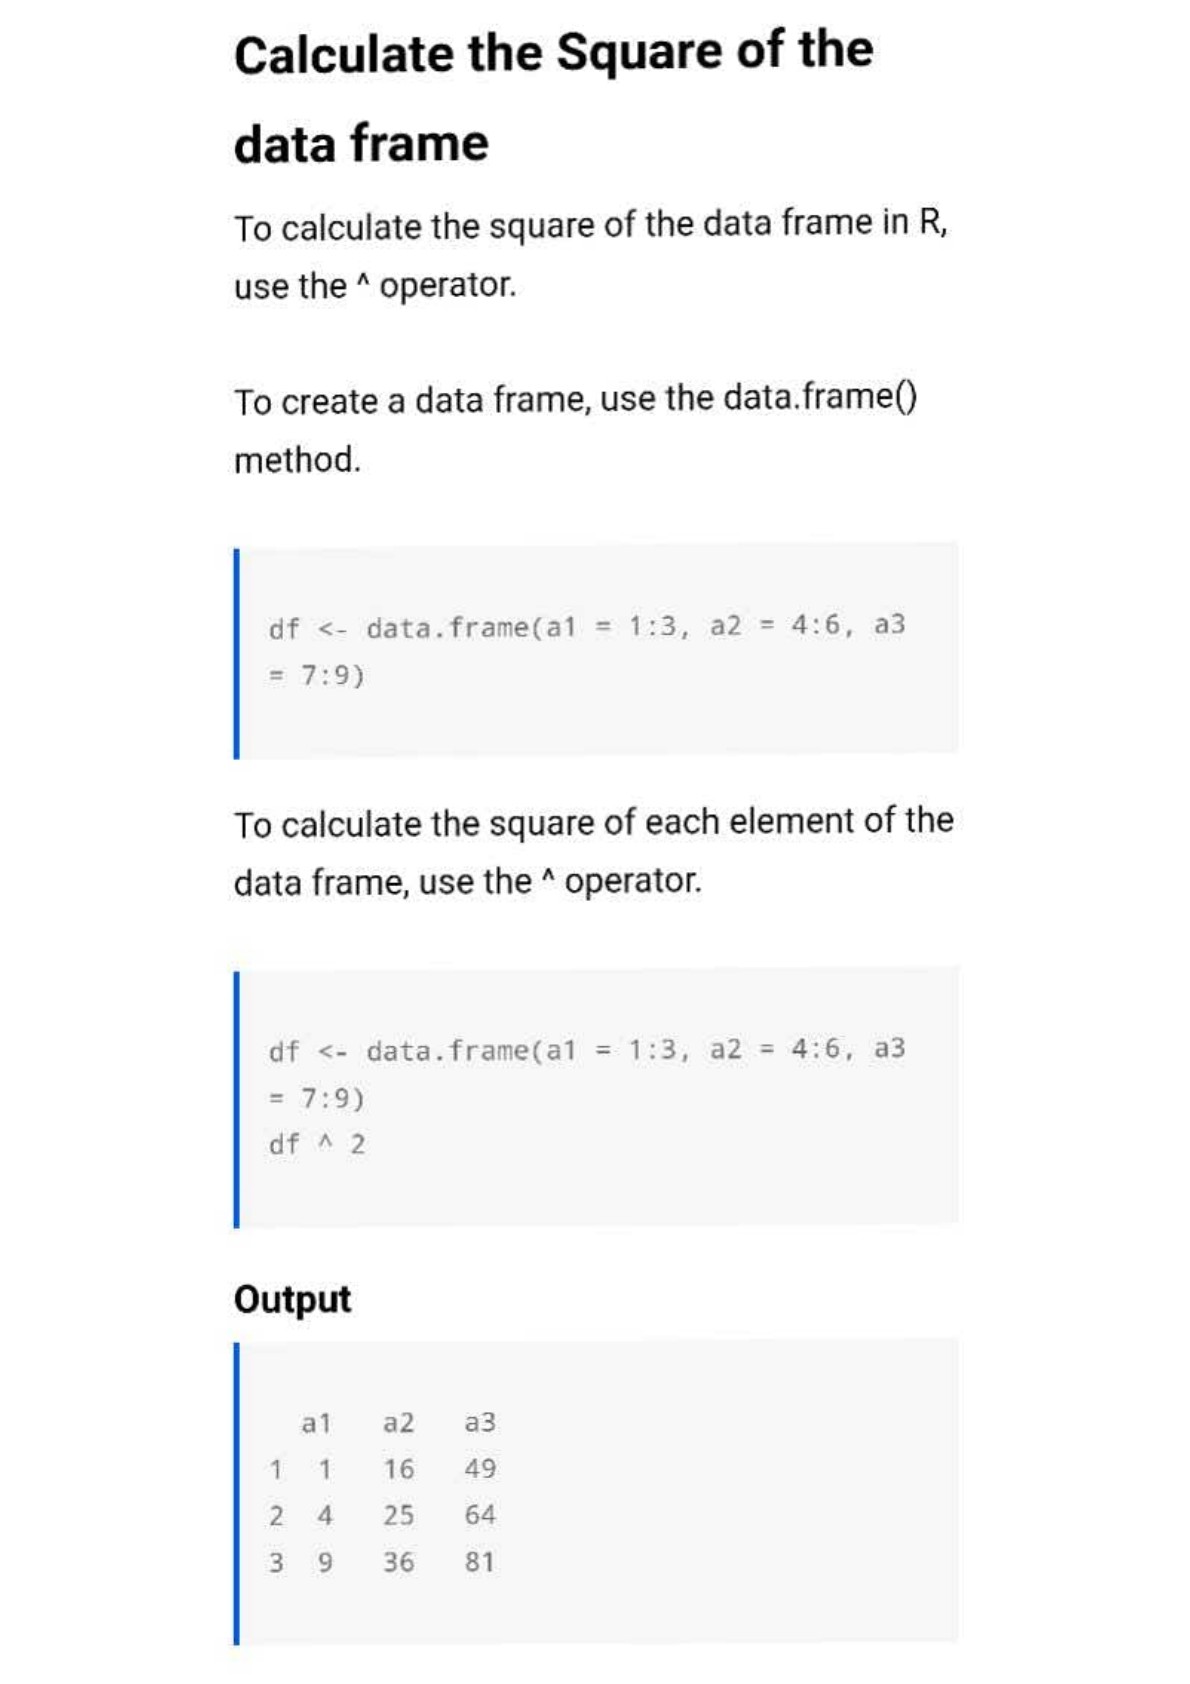 Calculate the Square of the
data frame
To calculate the square of the data frame in R,
use the ^ operator.
To create a data frame, use the data.frame()
method.
df <- data.frame(a1 = 1:3, a2 = 4:6, a3
= 7:9)
To calculate the square of each element of the
data frame, use the ^ operator.
df <- data.frame(a1 = 1:3, a2 = 4:6, a3
= 7:9)
df ^ 2
Output
a1 a2 a3
1 1 16 49
2 4 25 64
3 9 36 81